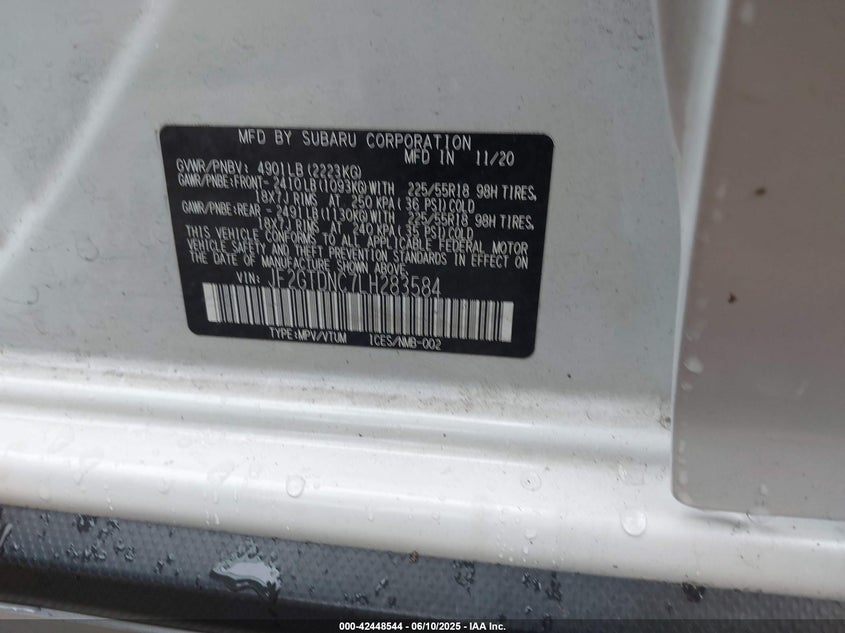 MFD BY SUBARU CORPORATION
MFD IN 11/20
GVWR/PNBV: 4901LB(2223KG)
GAWR/PNBE:FRONT- 2410LB(1093KG)WITH 225/55R18 98H TIRES,
18X7J RIMS AT 250 KPA(36 PSI)COLD
GAWR/PNBE:REAR - 2491LB(1130KG)WITH 225/55R18 98H TIRES,
18X7J RIMS AT 240 KPA(35 PSI)COLD
THIS VEHICLE CONFORMS TO ALL APPLICABLE FEDERAL MOTOR
VEHICLE SAFETY AND THEFT PREVENTION STANDARDS IN EFFECT ON
THE DATE OF MANUFACTURE SHOWN ABOVE.
VIN: JF2GTDNC7LH283584
TYPE:MPV/VTUM ICES/NMB-002
000-42448544 - 06/10/2025 - IAA Inc.